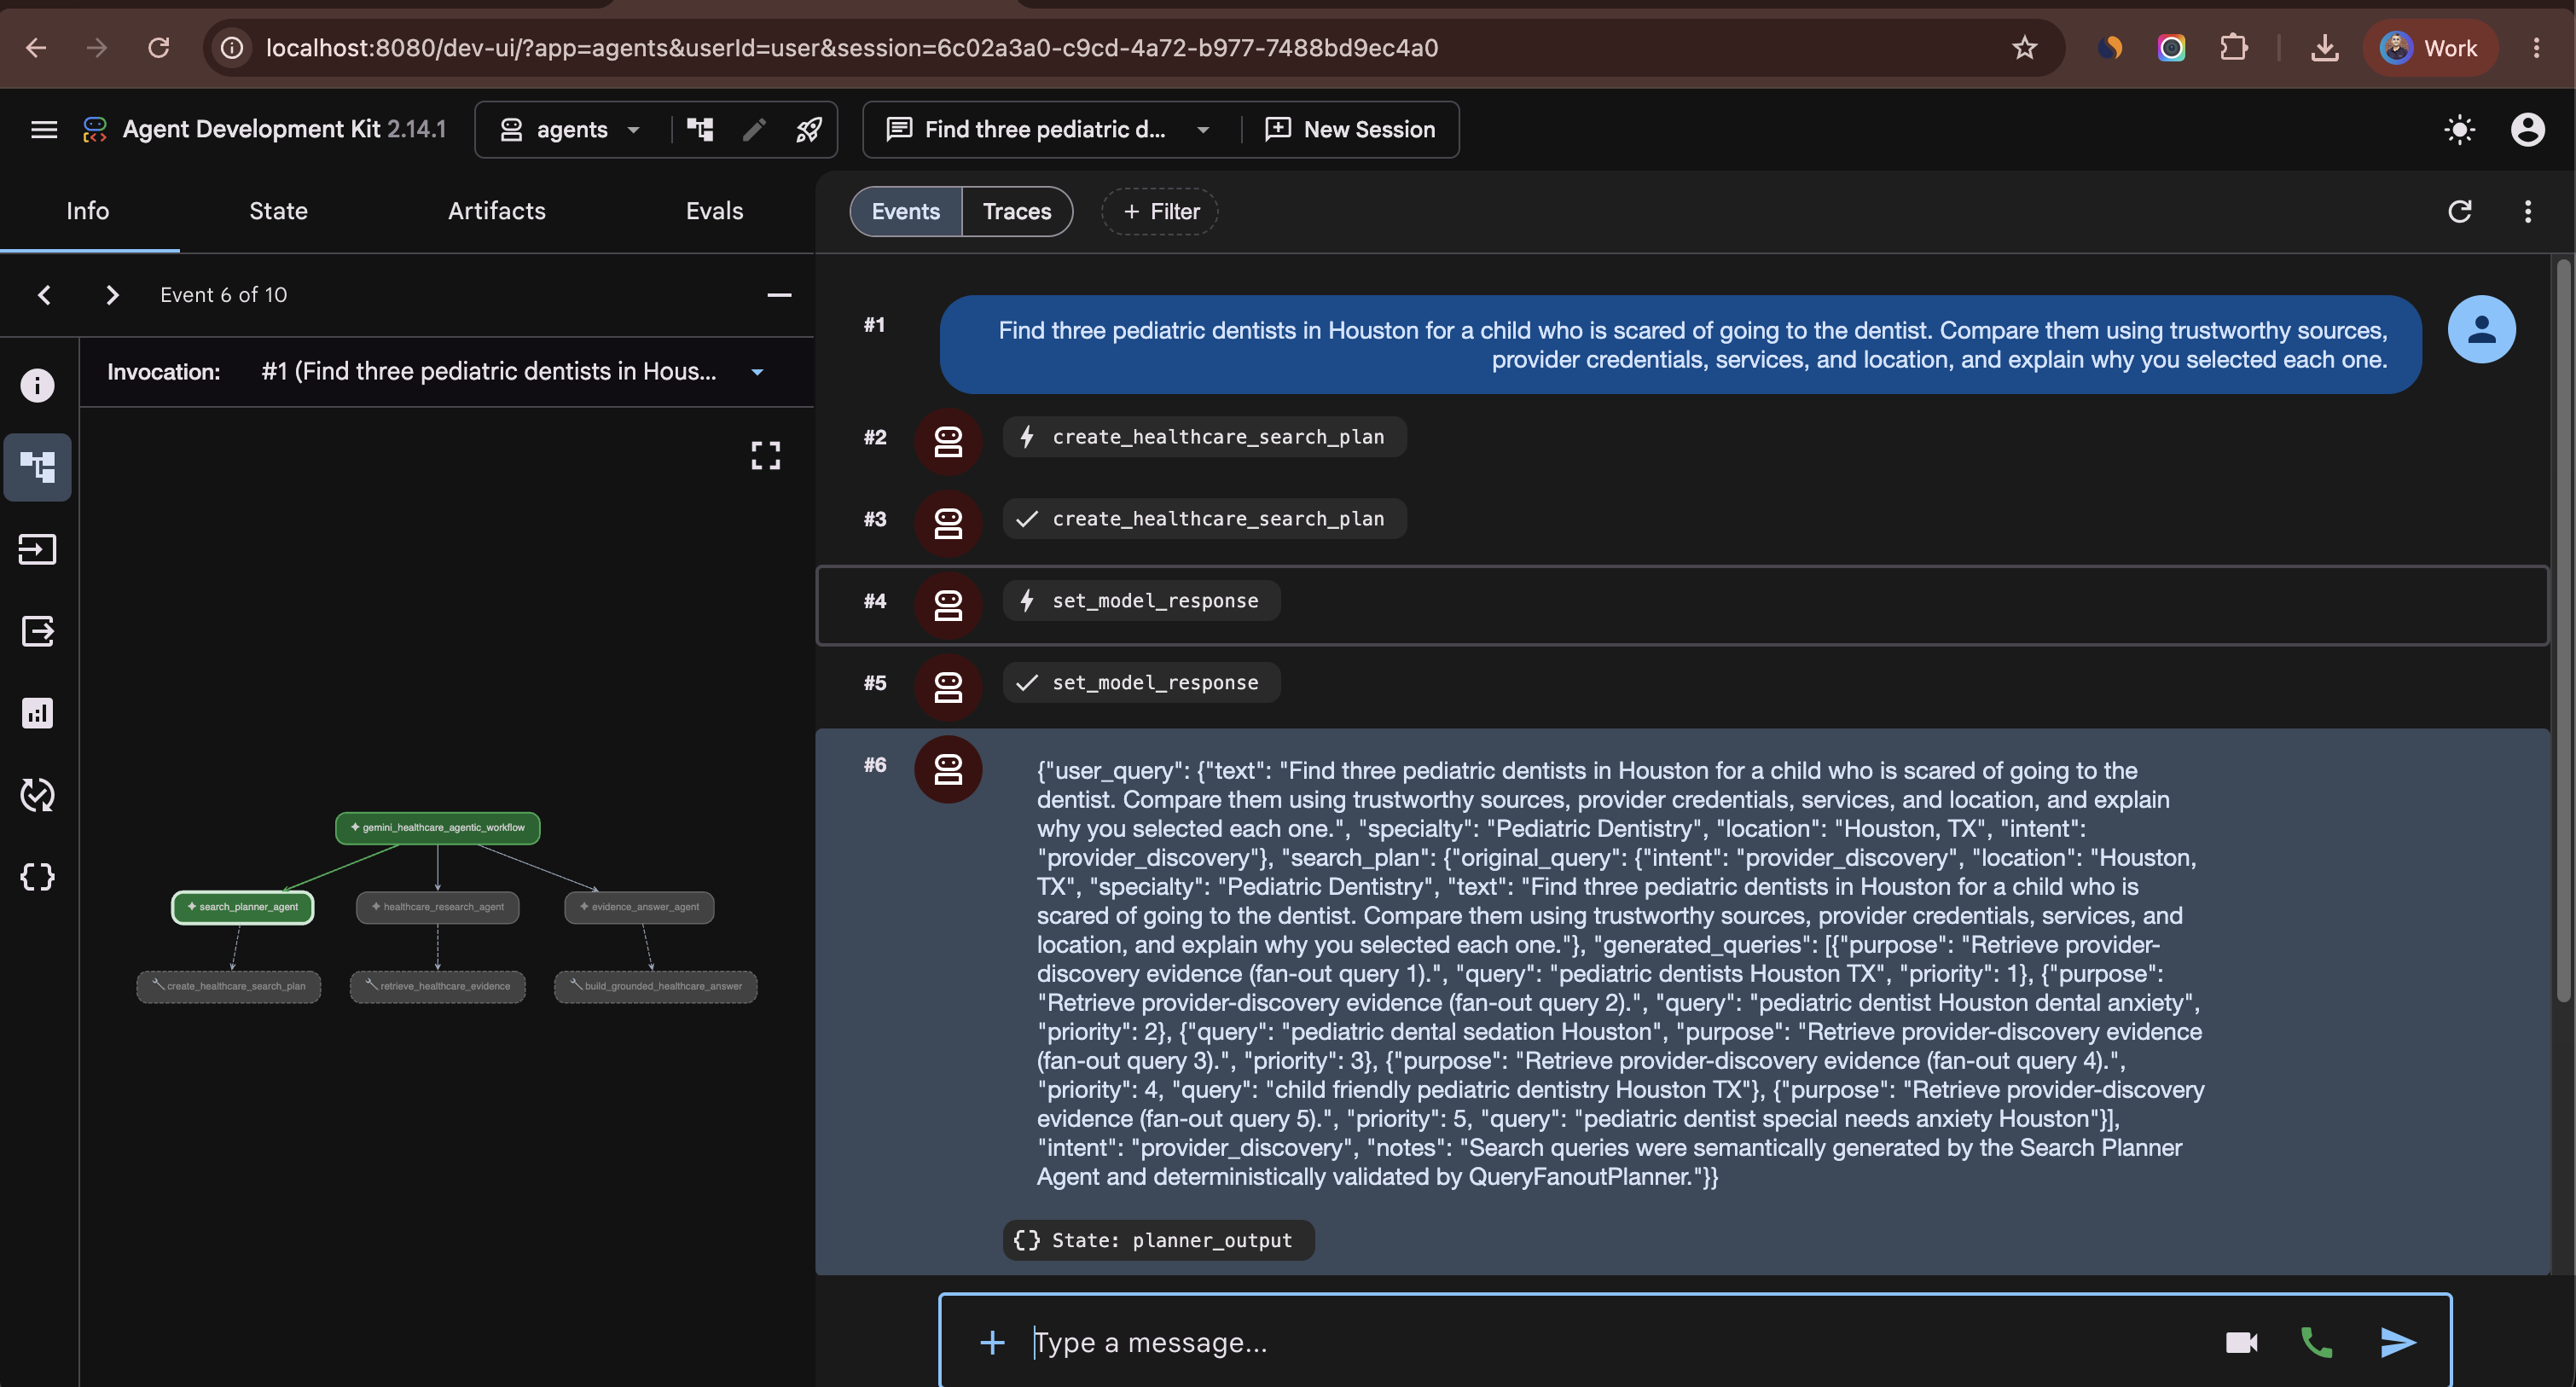 localhost:8080/dev-ui/?app=agents&userId=user&session=6c02a3a0-c9cd-4a72-b977-7488bd9ec4a0
Work
Agent Development Kit 2.14.1
agents
Find three pediatric d...
New Session
Info
State
Artifacts
Evals
Events
Traces
+ Filter
Event 6 of 10
Invocation:
#1 (Find three pediatric dentists in Hous...
gemini_healthcare_agentic_workflow
search_planner_agent
healthcare_research_agent
evidence_answer_agent
create_healthcare_search_plan
retrieve_healthcare_evidence
build_grounded_healthcare_answer
#1
Find three pediatric dentists in Houston for a child who is scared of going to the dentist. Compare them using trustworthy sources,
provider credentials, services, and location, and explain why you selected each one.
#2
create_healthcare_search_plan
#3
create_healthcare_search_plan
#4
set_model_response
#5
set_model_response
#6
{"user_query": {"text": "Find three pediatric dentists in Houston for a child who is scared of going to the
dentist. Compare them using trustworthy sources, provider credentials, services, and location, and explain
why you selected each one.", "specialty": "Pediatric Dentistry", "location": "Houston, TX", "intent":
"provider_discovery"}, "search_plan": {"original_query": {"intent": "provider_discovery", "location": "Houston,
TX", "specialty": "Pediatric Dentistry", "text": "Find three pediatric dentists in Houston for a child who is
scared of going to the dentist. Compare them using trustworthy sources, provider credentials, services, and
location, and explain why you selected each one."}, "generated_queries": [{"purpose": "Retrieve provider-
discovery evidence (fan-out query 1).", "query": "pediatric dentists Houston TX", "priority": 1}, {"purpose":
"Retrieve provider-discovery evidence (fan-out query 2).", "query": "pediatric dentist Houston dental anxiety",
"priority": 2}, {"query": "pediatric dental sedation Houston", "purpose": "Retrieve provider-discovery evidence
(fan-out query 3).", "priority": 3}, {"purpose": "Retrieve provider-discovery evidence (fan-out query 4).",
"priority": 4, "query": "child friendly pediatric dentistry Houston TX"}, {"purpose": "Retrieve provider-discovery
evidence (fan-out query 5).", "priority": 5, "query": "pediatric dentist special needs anxiety Houston"}],
"intent": "provider_discovery", "notes": "Search queries were semantically generated by the Search Planner
Agent and deterministically validated by QueryFanoutPlanner."}}
{} State: planner_output
Type a message...